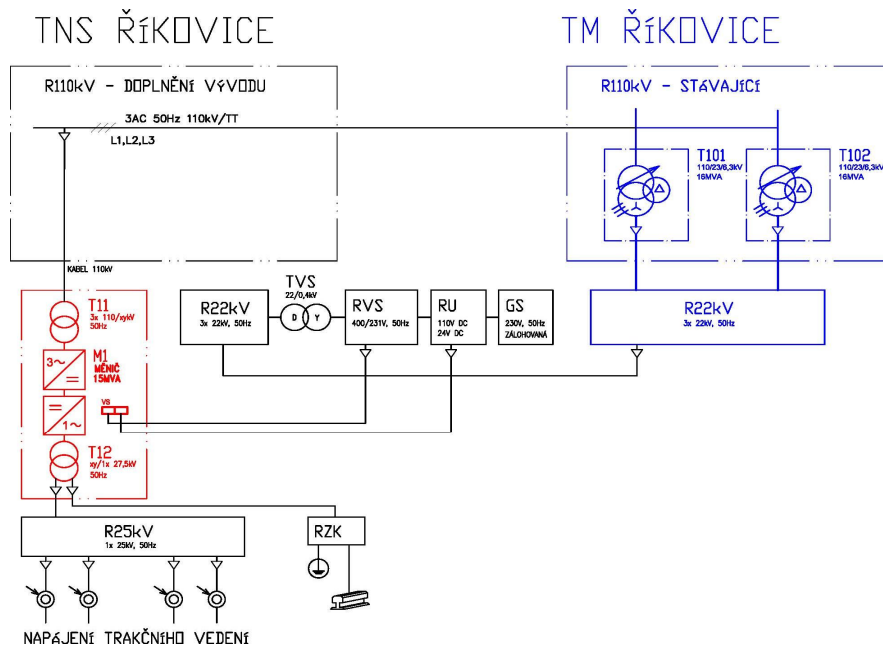 TNS ŘÍKOVICE
TM ŘÍKOVICE
R110kV - DOPLNĚNÍ VÝVODU
R110kV - STÁVAJÍCÍ
3AC 50Hz 110kV/TT
L1,L2,L3
T101
110/23/6,3kV
16MVA
T102
110/23/6,3kV
16MVA
KABEL 110kV
T11
3x 110/xykV
50Hz
TVS
22/0,4kV
D
Y
R22kV
3x 22kV, 50Hz
RVS
400/231V, 50Hz
RU
110V DC
24V DC
GS
230V, 50Hz
ZÁLOHOVANÁ
R22kV
3x 22kV, 50Hz
3~
M1
MĚNIČ
15MVA
VS
1~
T12
xy/1x 27,5kV
50Hz
R25kV
1x 25kV, 50Hz
RZK
NAPÁJENÍ TRAKČNÍHO VEDENÍ